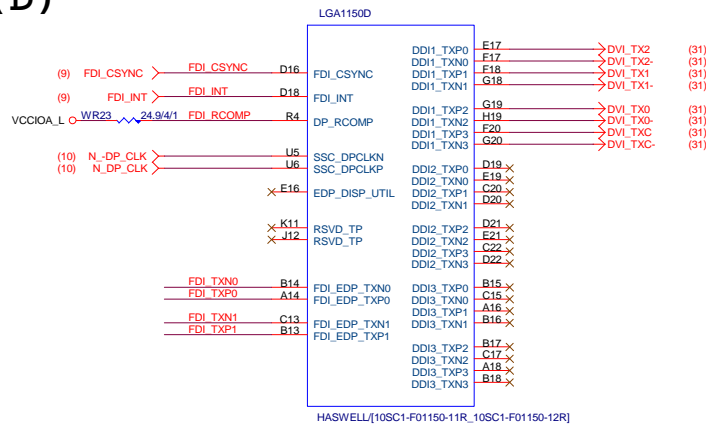 (D)
LGA1150D
(9) FDI_CSYNC FDI_CSYNC D16 FDI_CSYNC
(9) FDI_INT FDI_INT D18 FDI_INT
VCCIOA_L WR23 24.9/4/1 FDI_RCOMP R4 DP_RCOMP
(10) N_-DP_CLK U5 SSC_DPCLKN
(10) N_DP_CLK U6 SSC_DPCLKP
E16 EDP_DISP_UTIL
K11 RSVD_TP
J12 RSVD_TP
FDI_TXN0 B14 FDI_EDP_TXN0
FDI_TXP0 A14 FDI_EDP_TXP0
FDI_TXN1 C13 FDI_EDP_TXN1
FDI_TXP1 B13 FDI_EDP_TXP1
DDI1_TXP0 E17 DVI_TX2 (31)
DDI1_TXN0 F17 DVI_TX2- (31)
DDI1_TXP1 F18 DVI_TX1 (31)
DDI1_TXN1 G18 DVI_TX1- (31)
DDI1_TXP2 G19 DVI_TX0 (31)
DDI1_TXN2 H19 DVI_TX0- (31)
DDI1_TXP3 F20 DVI_TXC (31)
DDI1_TXN3 G20 DVI_TXC- (31)
DDI2_TXP0 D19
DDI2_TXN0 E19
DDI2_TXP1 C20
DDI2_TXN1 D20
DDI2_TXP2 D21
DDI2_TXN2 E21
DDI2_TXP3 C22
DDI2_TXN3 D22
DDI3_TXP0 B15
DDI3_TXN0 C15
DDI3_TXP1 A16
DDI3_TXN1 B16
DDI3_TXP2 B17
DDI3_TXN2 C17
DDI3_TXP3 A18
DDI3_TXN3 B18
HASWELL/[10SC1-F01150-11R_10SC1-F01150-12R]